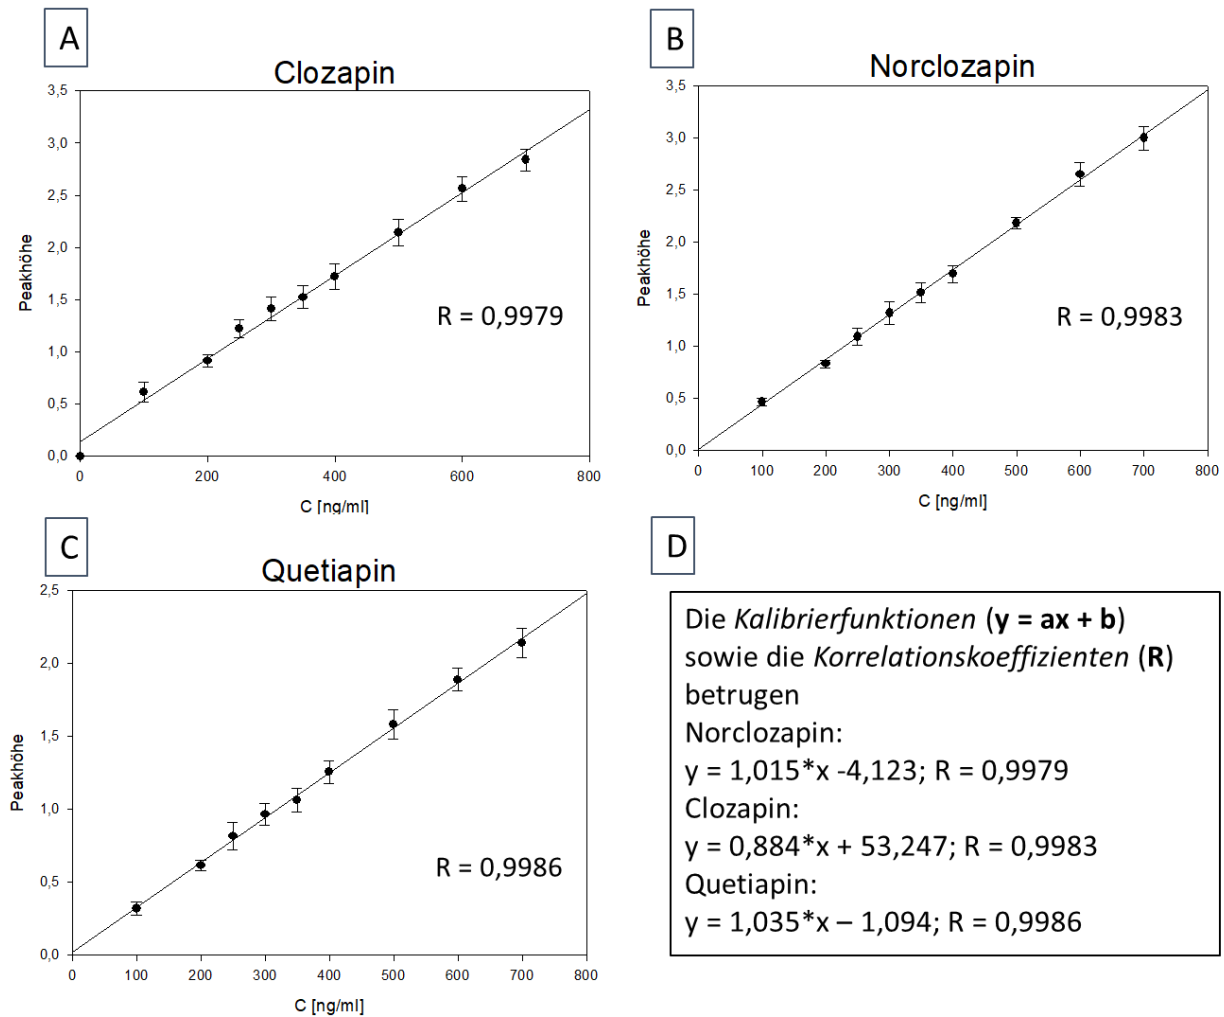 A
Clozapin
3,5
3,0
2,5
2,0
1,5
1,0
0,5
0,0
Peakhöhe
R = 0,9979
0 200 400 600 800
C [ng/ml]
B
Norclozapin
3,5
3,0
2,5
2,0
1,5
1,0
0,5
0,0
Peakhöhe
R = 0,9983
0 100 200 300 400 500 600 700 800
C [ng/ml]
C
Quetiapin
2,5
2,0
1,5
1,0
0,5
0,0
Peakhöhe
R = 0,9986
0 100 200 300 400 500 600 700 800
C [ng/ml]
D
Die Kalibrierfunktionen (y = ax + b)
sowie die Korrelationskoeffizienten (R)
betrugen
Norclozapin:
y = 1,015*x -4,123; R = 0,9979
Clozapin:
y = 0,884*x + 53,247; R = 0,9983
Quetiapin:
y = 1,035*x – 1,094; R = 0,9986